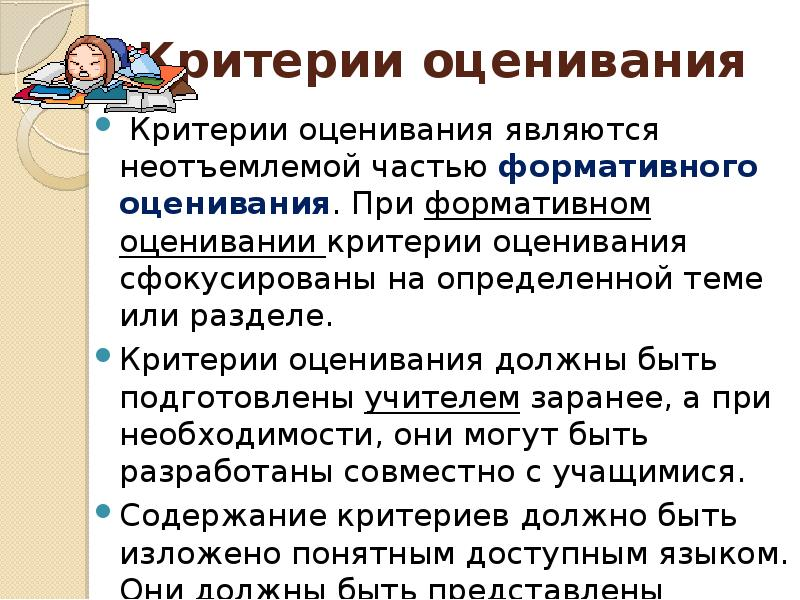 Критерии оценивания
Критерии оценивания являются
неотъемлемой частью формативного
оценивания. При формативном
оценивании критерии оценивания
сфокусированы на определенной теме
или разделе.
Критерии оценивания должны быть
подготовлены учителем заранее, а при
необходимости, они могут быть
разработаны совместно с учащимися.
Содержание критериев должно быть
изложено понятным доступным языком.
Они должны быть представлены